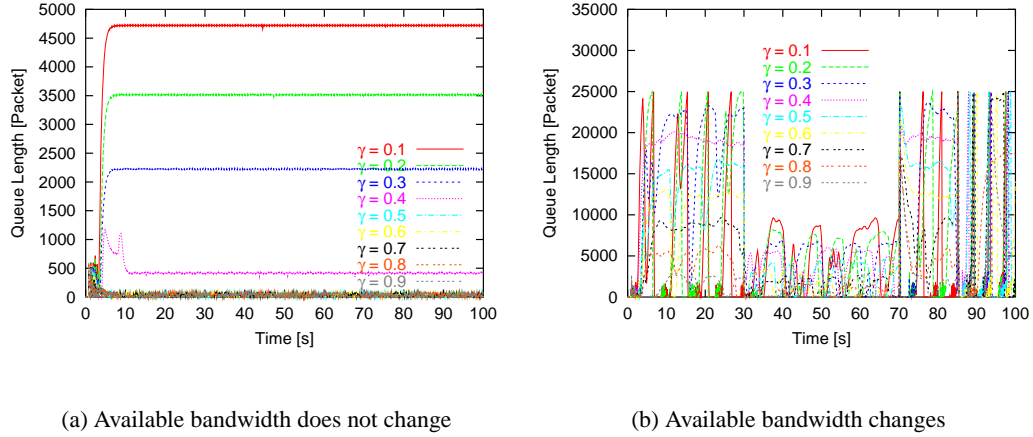 5000
4500
4000
3500
3000
2500
2000
1500
1000
500
0
Queue Length [Packet]
γ = 0.1
γ = 0.2
γ = 0.3
γ = 0.4
γ = 0.5
γ = 0.6
γ = 0.7
γ = 0.8
γ = 0.9
0 10 20 30 40 50 60 70 80 90 100
Time [s]
(a) Available bandwidth does not change
35000
30000
25000
20000
15000
10000
5000
0
Queue Length [Packet]
γ = 0.1
γ = 0.2
γ = 0.3
γ = 0.4
γ = 0.5
γ = 0.6
γ = 0.7
γ = 0.8
γ = 0.9
0 10 20 30 40 50 60 70 80 90 100
Time [s]
(b) Available bandwidth changes